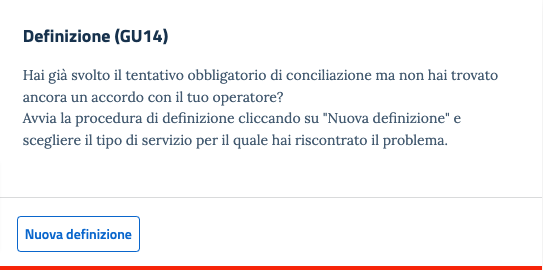 Definizione (GU14)
Hai già svolto il tentativo obbligatorio di conciliazione ma non hai trovato
ancora un accordo con il tuo operatore?
Avvia la procedura di definizione cliccando su "Nuova definizione" e
scegliere il tipo di servizio per il quale hai riscontrato il problema.
Nuova definizione